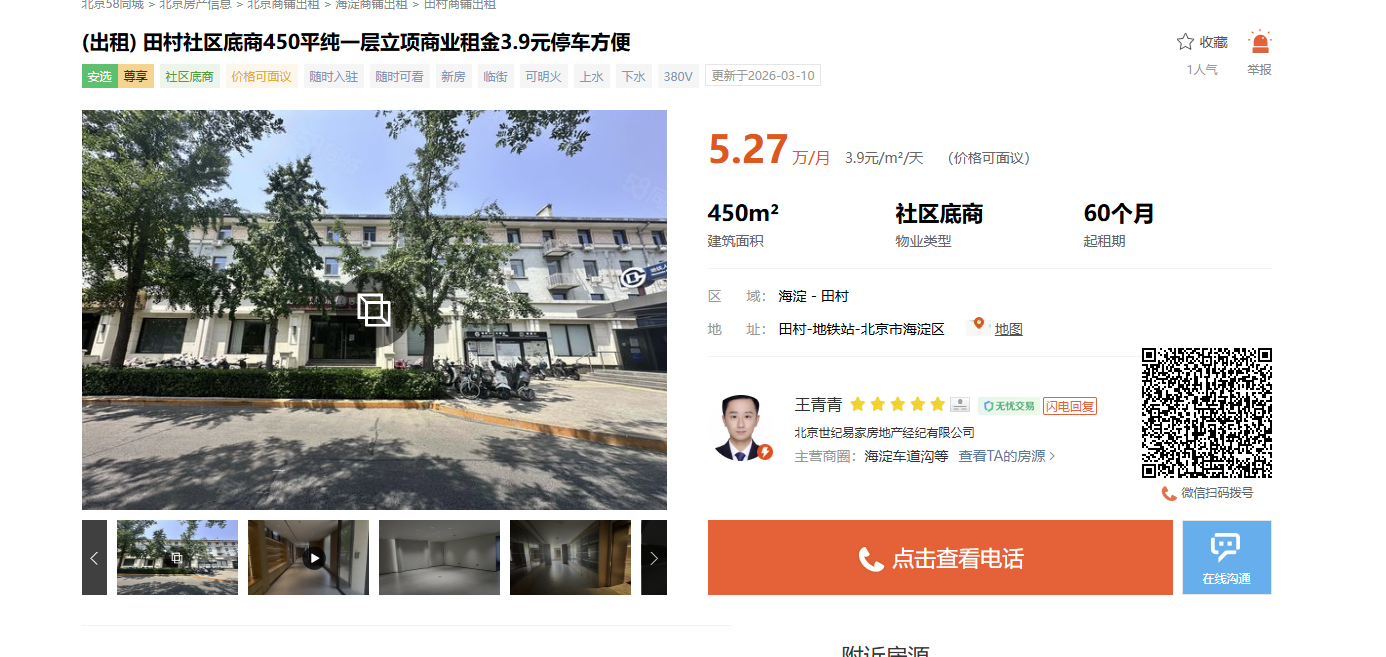 北京58同城 > 北京房产信息 > 北京商铺出租 > 海淀商铺出租 > 田村商铺出租
(出租) 田村社区底商450平纯一层立项商业租金3.9元停车方便
收藏
1人气
举报
安选 尊享 社区底商 价格可面议 随时入驻 随时可看 新房 临街 可明火 上水 下水 380V 更新于2026-03-10
5.27 万/月 3.9元/m²/天 (价格可面议)
450m² 社区底商 60个月
建筑面积 物业类型 起租期
区 域: 海淀 - 田村
地 址: 田村-地铁站-北京市海淀区 地图
王青青 无忧交易 闪电回复
北京世纪易家房地产经纪有限公司
主营商圈: 海淀车道沟等 查看TA的房源 >
微信扫码拨号
点击查看电话
在线沟通
附近房源